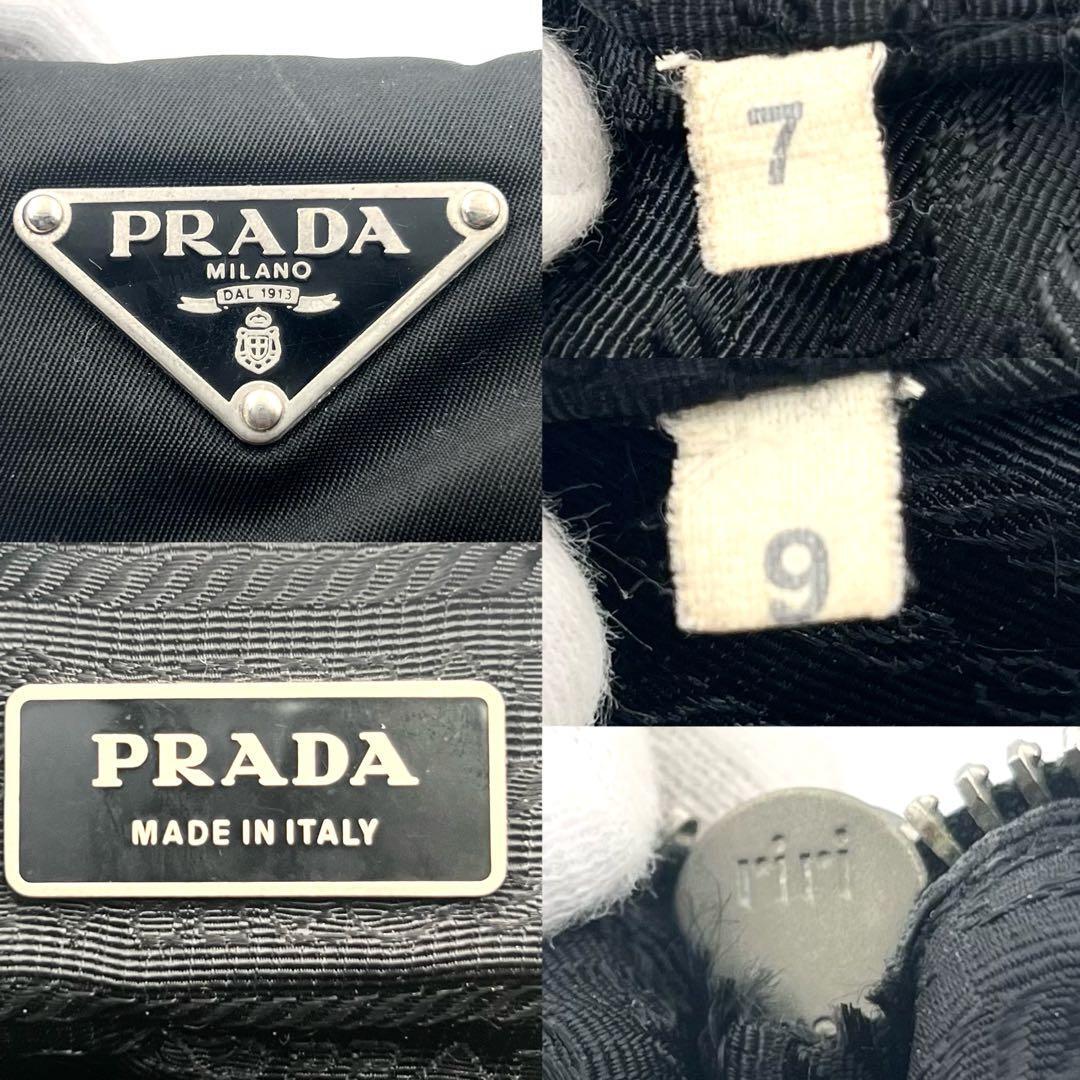 PRADA
MILANO
DAL 1913
7
9
PRADA
MADE IN ITALY
riri